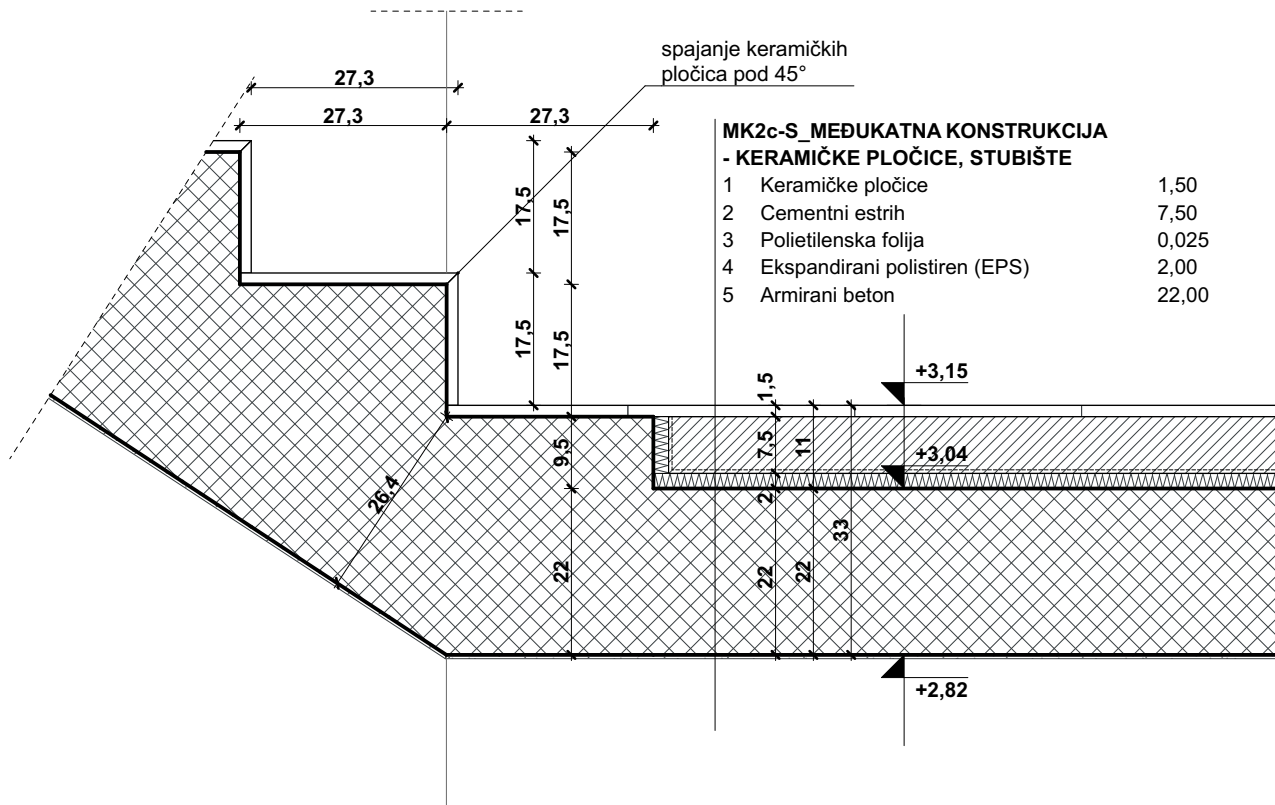 spajanje keramičkih
pločica pod 45°
27,3
27,3
27,3
MK2c-S_MEĐUKATNA KONSTRUKCIJA
- KERAMIČKE PLOČICE, STUBIŠTE
1 Keramičke pločice 1,50
2 Cementni estrih 7,50
3 Polietilenska folija 0,025
4 Ekspandirani polistiren (EPS) 2,00
5 Armirani beton 22,00
17,5
17,5
17,5
17,5
+3,15
1,5
9,5
7,5
11
+3,04
26,4
2
33
22
22
22
+2,82